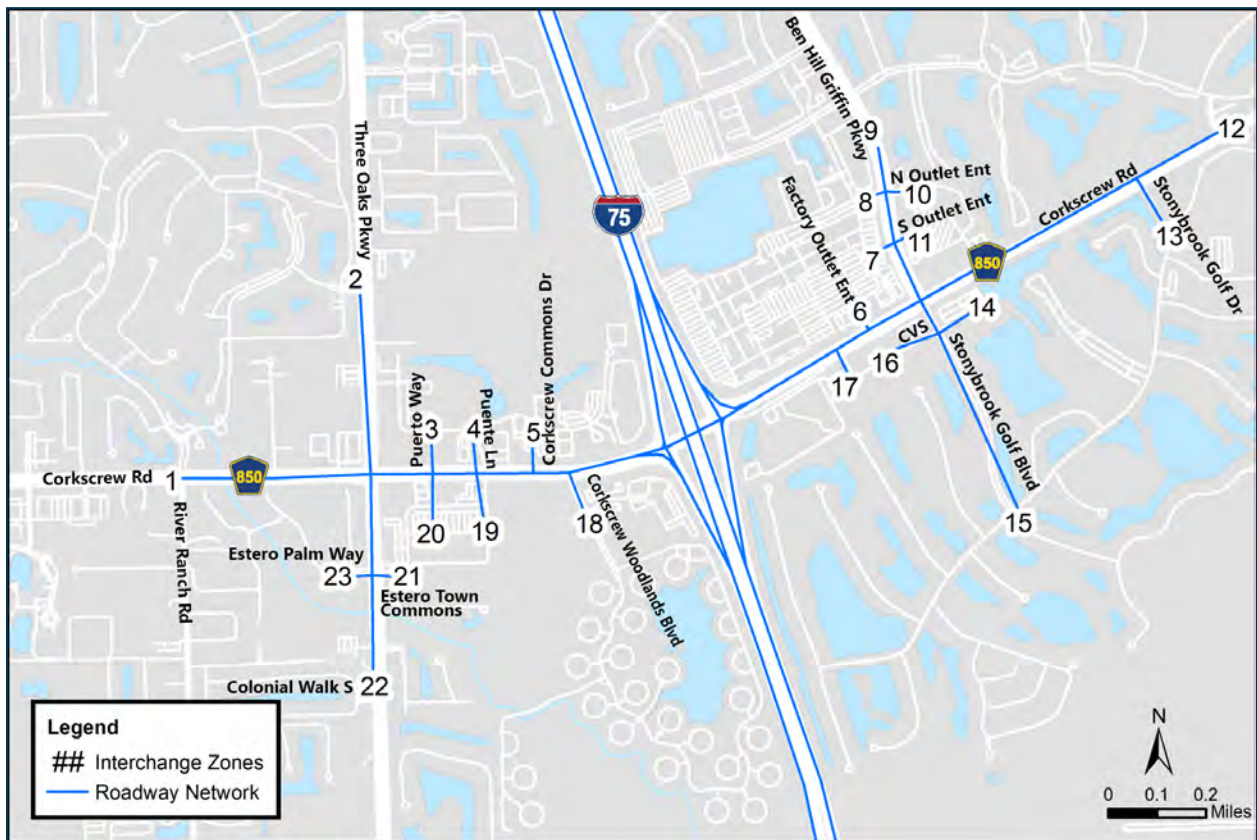 Ben Hill Griffin Pkwy
Three Oaks Pkwy
12
9
N Outlet Ent
10
8
Corkscrew Rd
Stonybrook Golf Dr
75
S Outlet Ent
11
13
Factory Outlet Ent
7
850
2
6
14
CVS
16
17
Stonybrook Golf Blvd
Corkscrew Commons Dr
Puerto Way
Puente Ln
3
4
5
Corkscrew Rd
1
850
18
Corkscrew Woodlands Blvd
20
19
15
River Ranch Rd
Estero Palm Way
23
21
Estero Town
Commons
Colonial Walk S
22
Legend
## Interchange Zones
Roadway Network
N
0 0.1 0.2
Miles